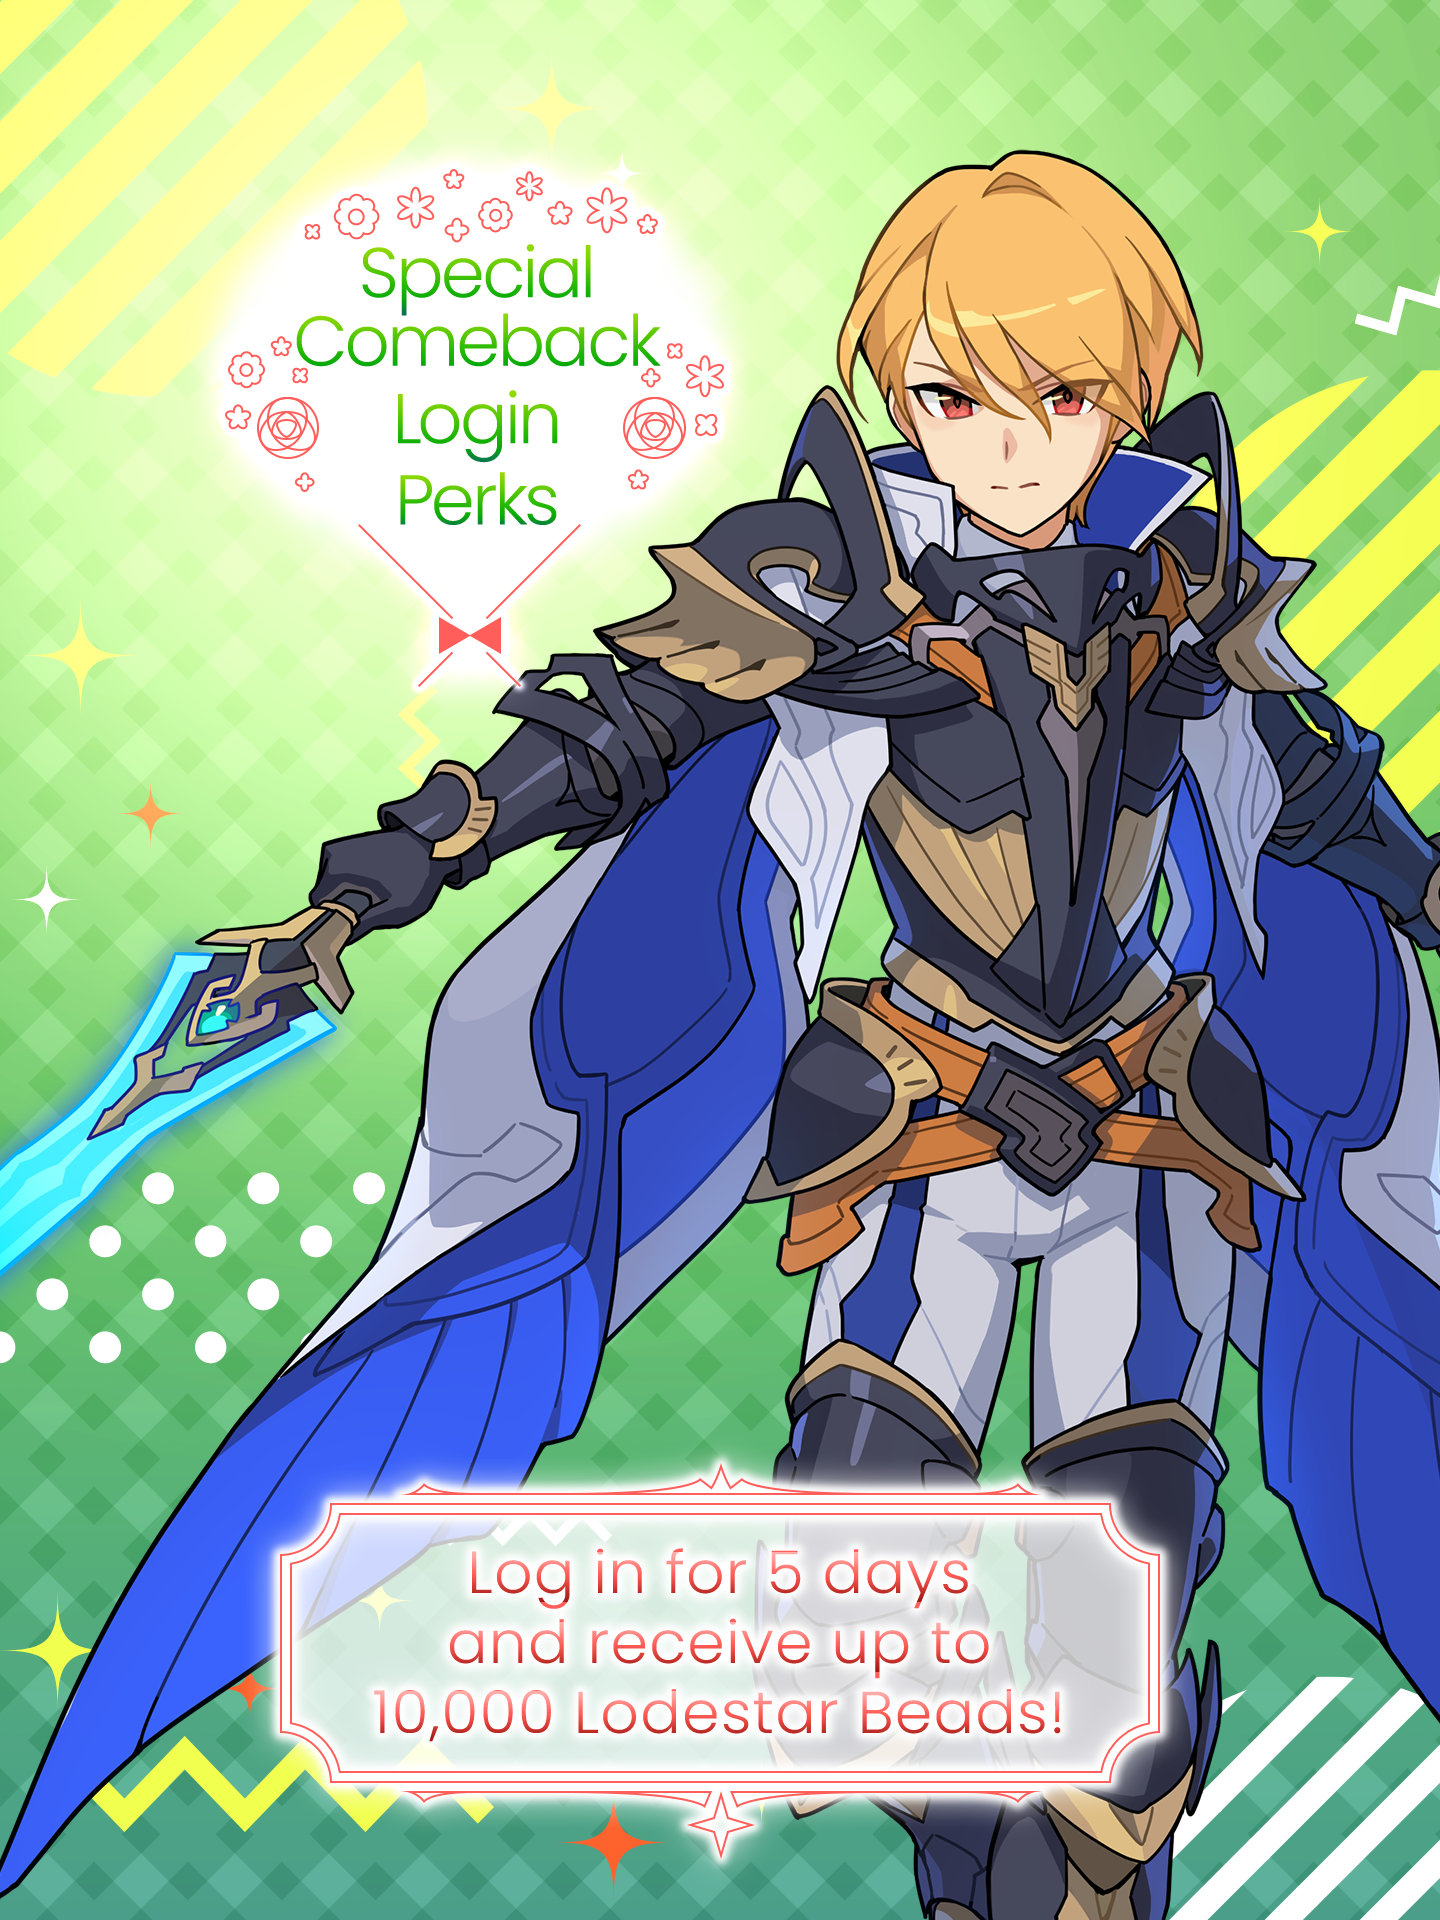 Special
Comeback
Login
Perks
Log in for 5 days
and receive up to
10,000 Lodestar Beads!